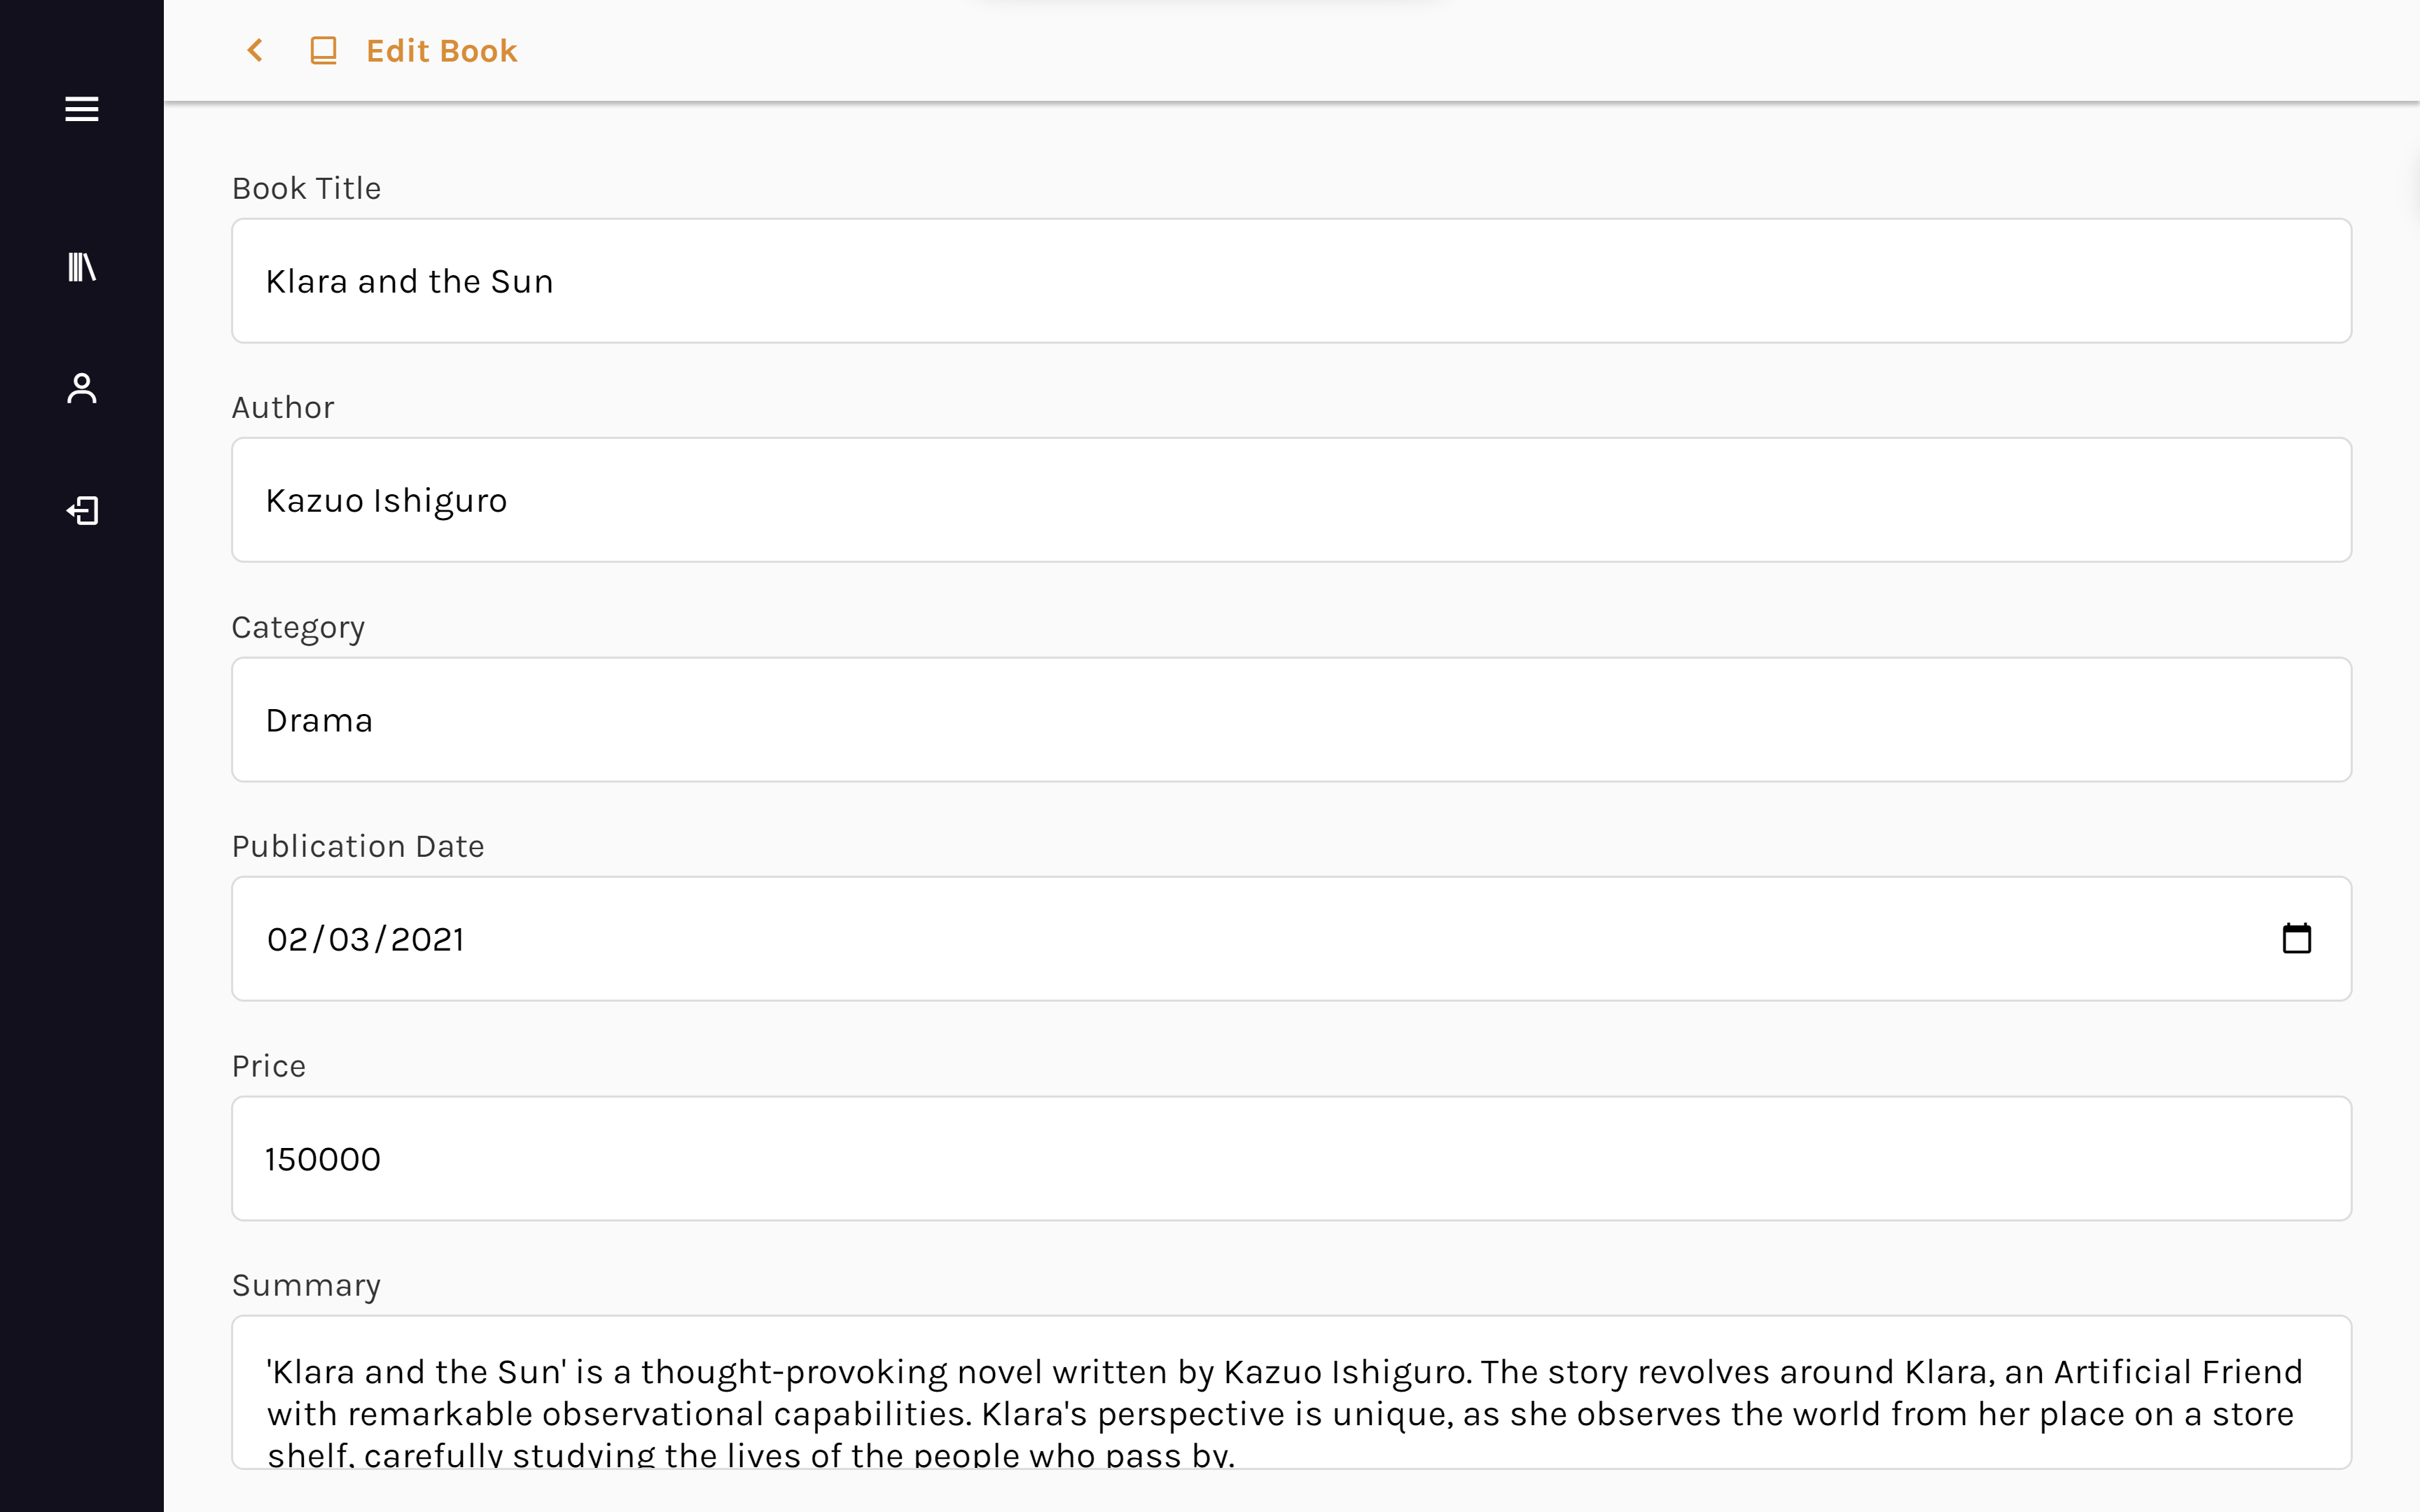 Edit Book
Book Title
Klara and the Sun
Author
Kazuo Ishiguro
Category
Drama
Publication Date
02/03/2021
Price
150000
Summary
'Klara and the Sun' is a thought-provoking novel written by Kazuo Ishiguro. The story revolves around Klara, an Artificial Friend
with remarkable observational capabilities. Klara's perspective is unique, as she observes the world from her place on a store
shelf, carefully studying the lives of the people who pass by.